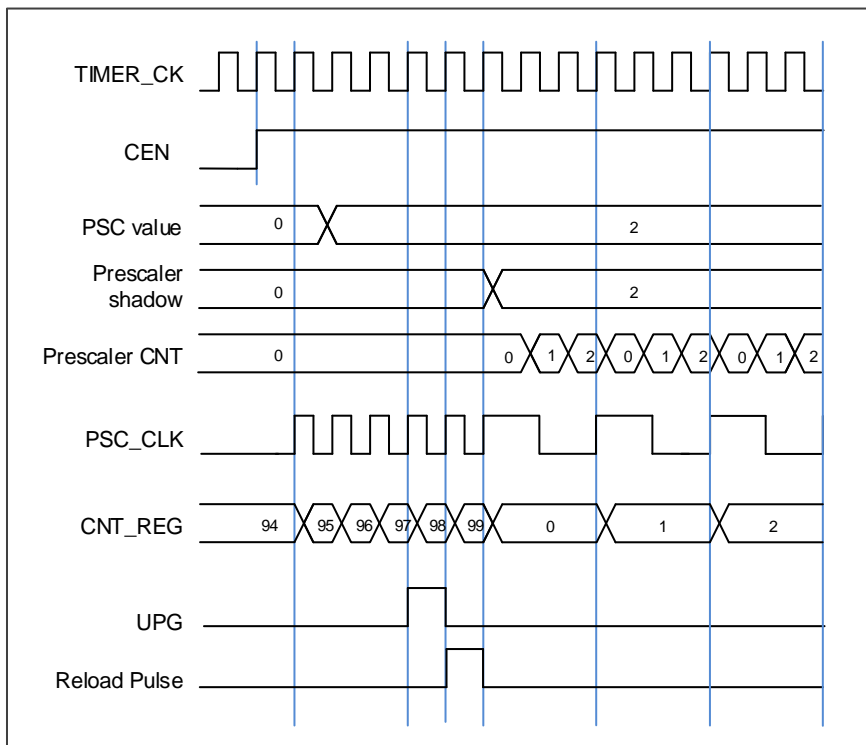 TIMER_CK
CEN
PSC value 0 2
Prescaler
shadow 0 2
Prescaler CNT 0 0 1 2 0 1 2 0 1 2
PSC_CLK
CNT_REG 94 95 96 97 98 99 0 1 2
UPG
Reload Pulse